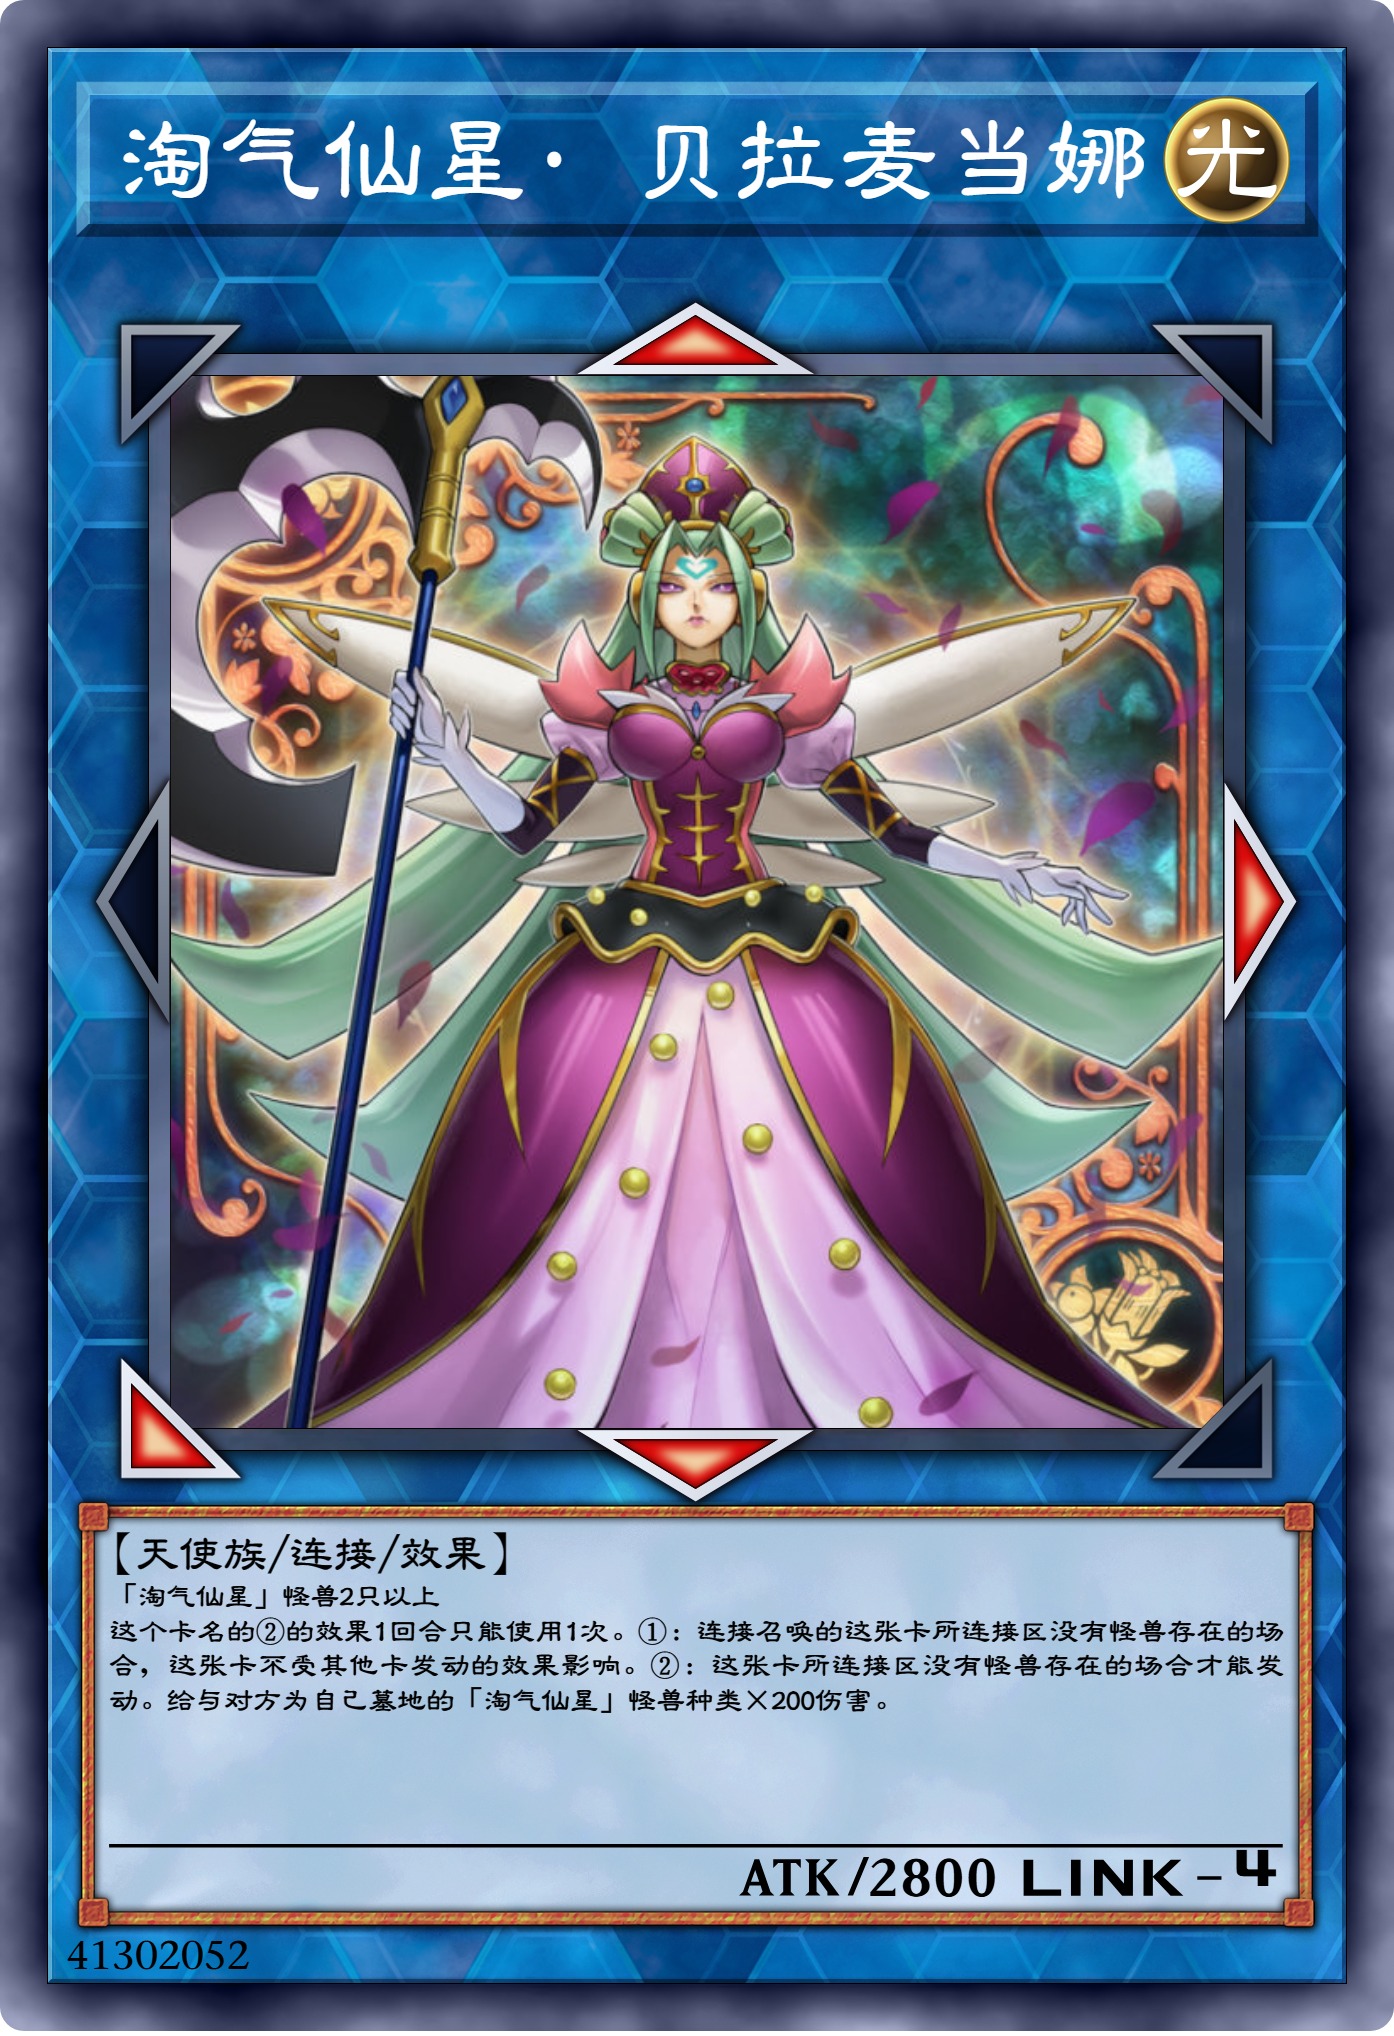 淘气仙星· 贝拉麦当娜
光
【天使族/连接/效果】
「淘气仙星」怪兽2只以上
这个卡名的②的效果1回合只能使用1次。①：连接召唤的这张卡所连接区没有怪兽存在的场
合，这张卡不受其他卡发动的效果影响。②：这张卡所连接区没有怪兽存在的场合才能发
动。给与对方为自己墓地的「淘气仙星」怪兽种类×200伤害。
ATK/2800 LINK-4
41302052